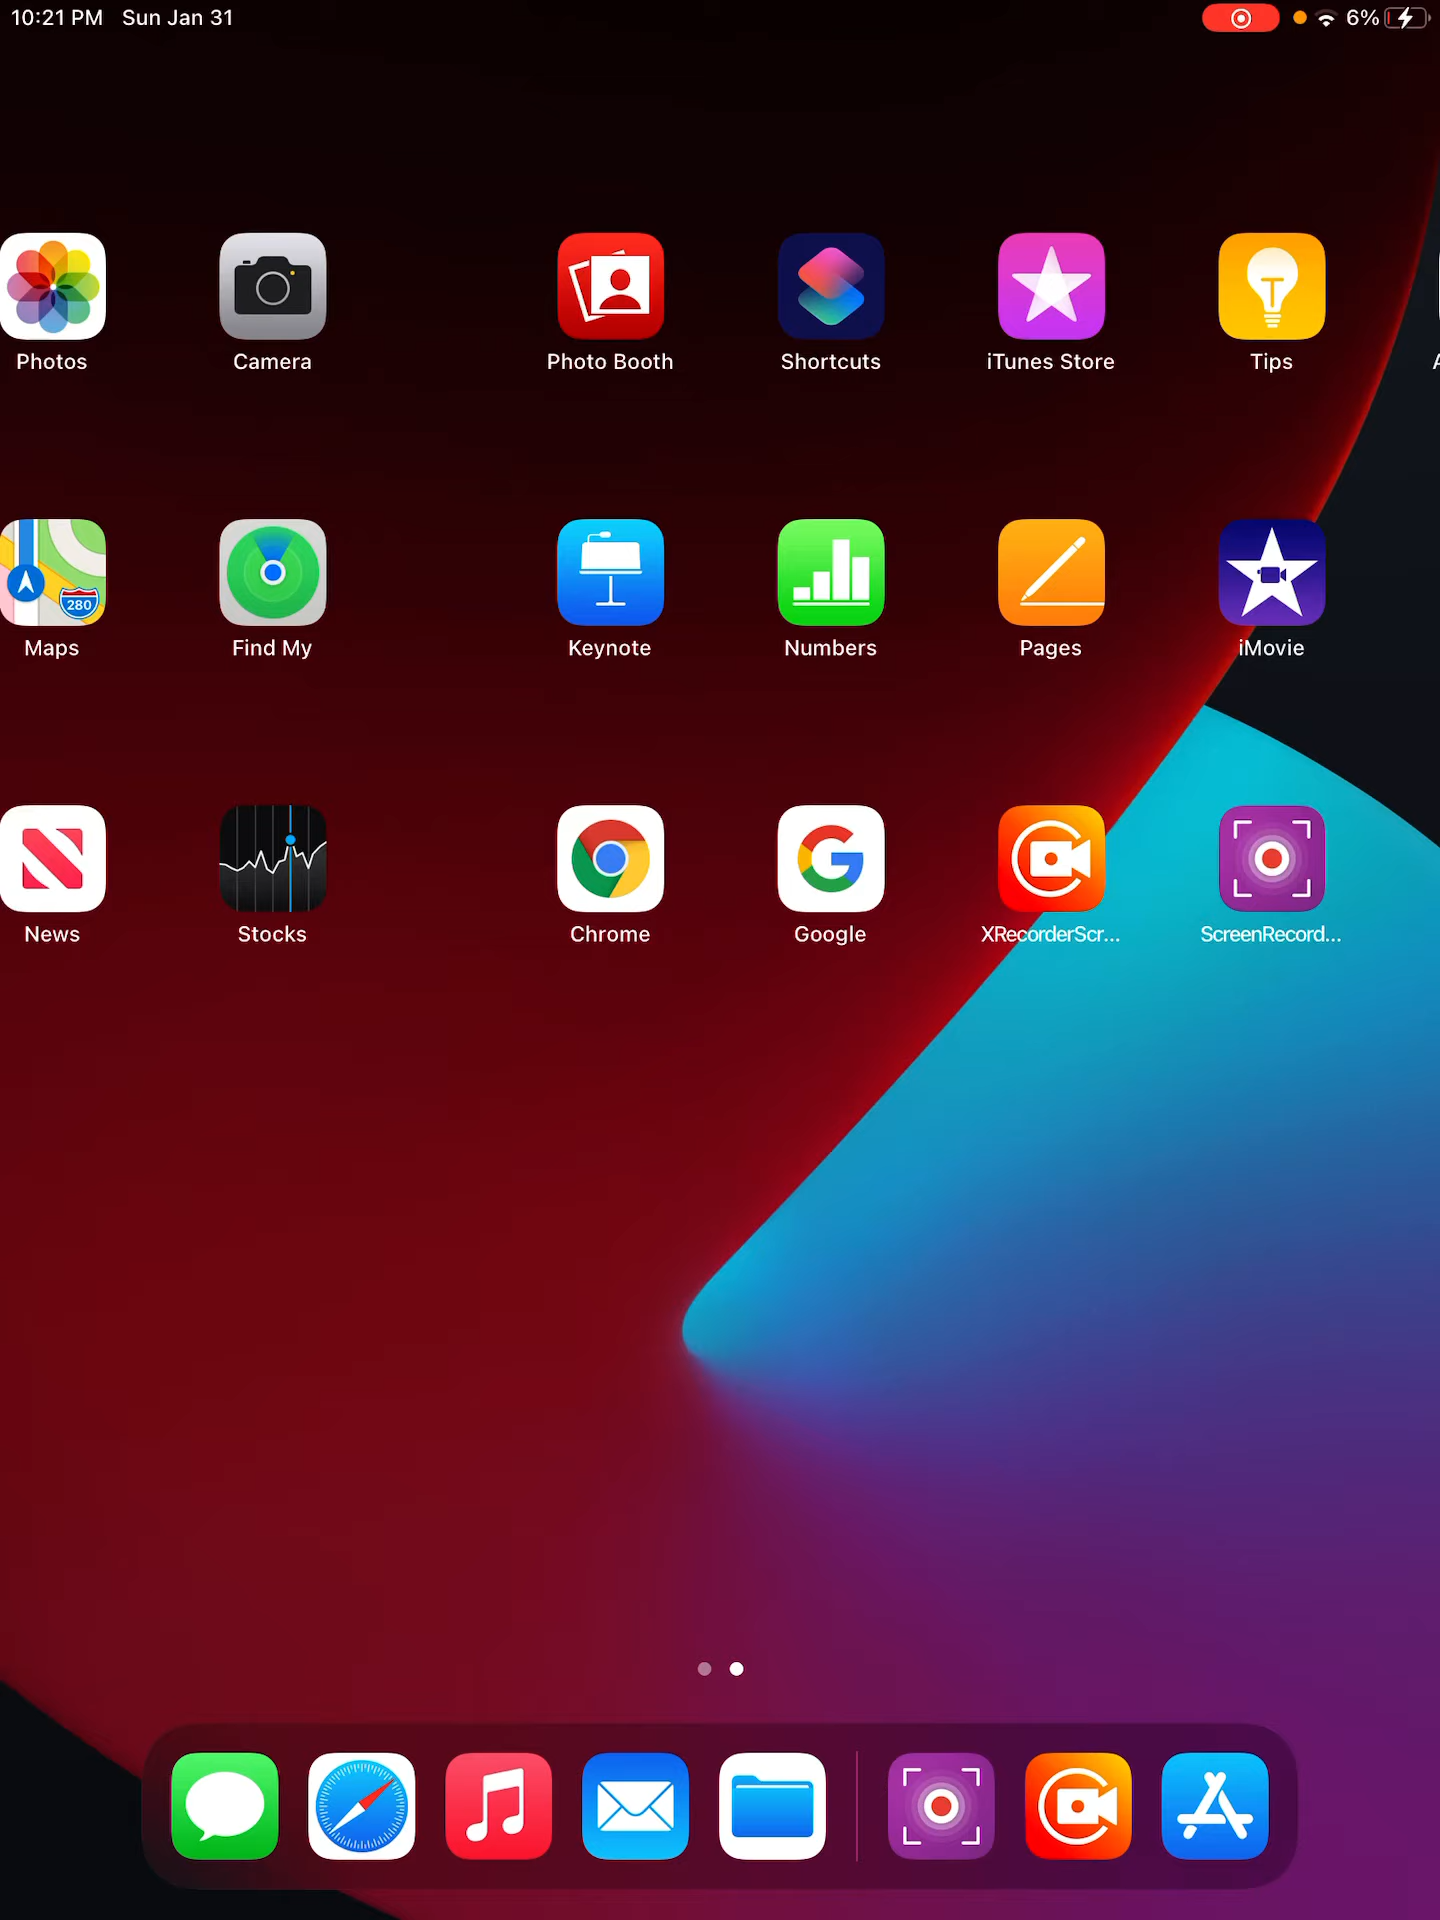 10:21 PM Sun Jan 31 6%
Photos Camera Photo Booth Shortcuts iTunes Store Tips
280
Maps Find My Keynote Numbers Pages iMovie
News Stocks Chrome Google XRecorderScr... ScreenRecord...